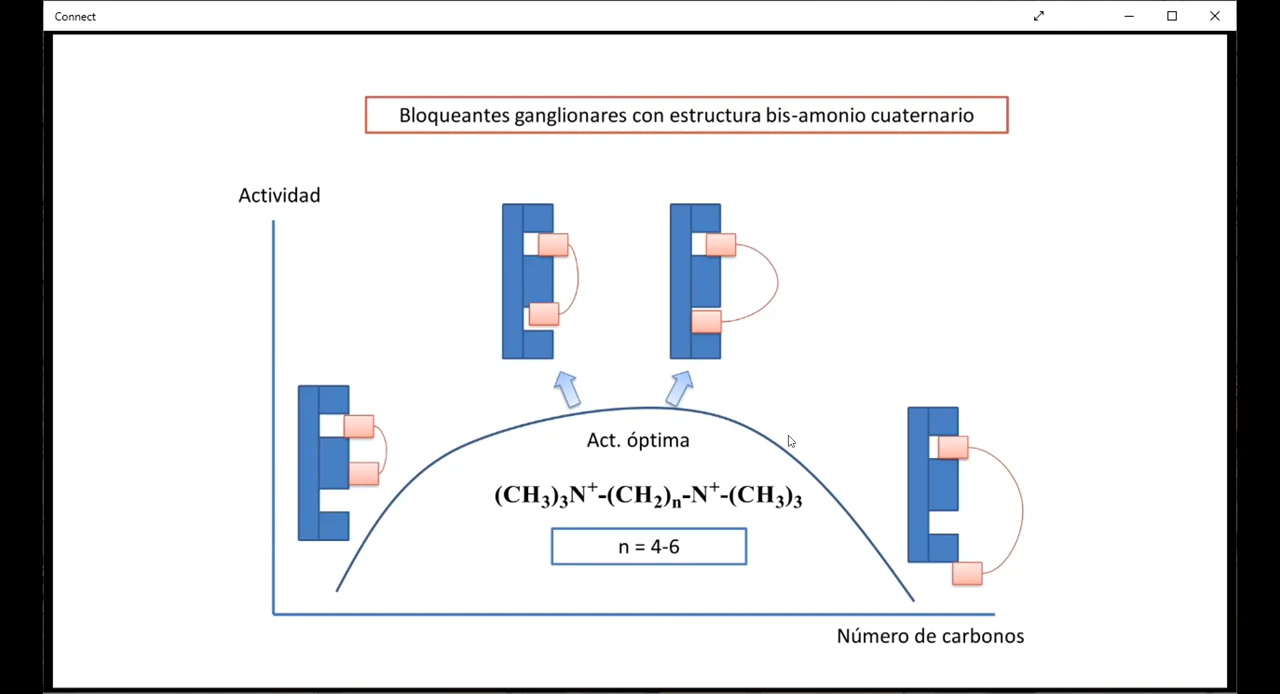 Connect
Bloqueantes ganglionares con estructura bis-amonio cuaternario
Actividad
Act. óptima
(CH₃)₃N⁺-(CH₂)ₙ-N⁺-(CH₃)₃
n = 4-6
Número de carbonos